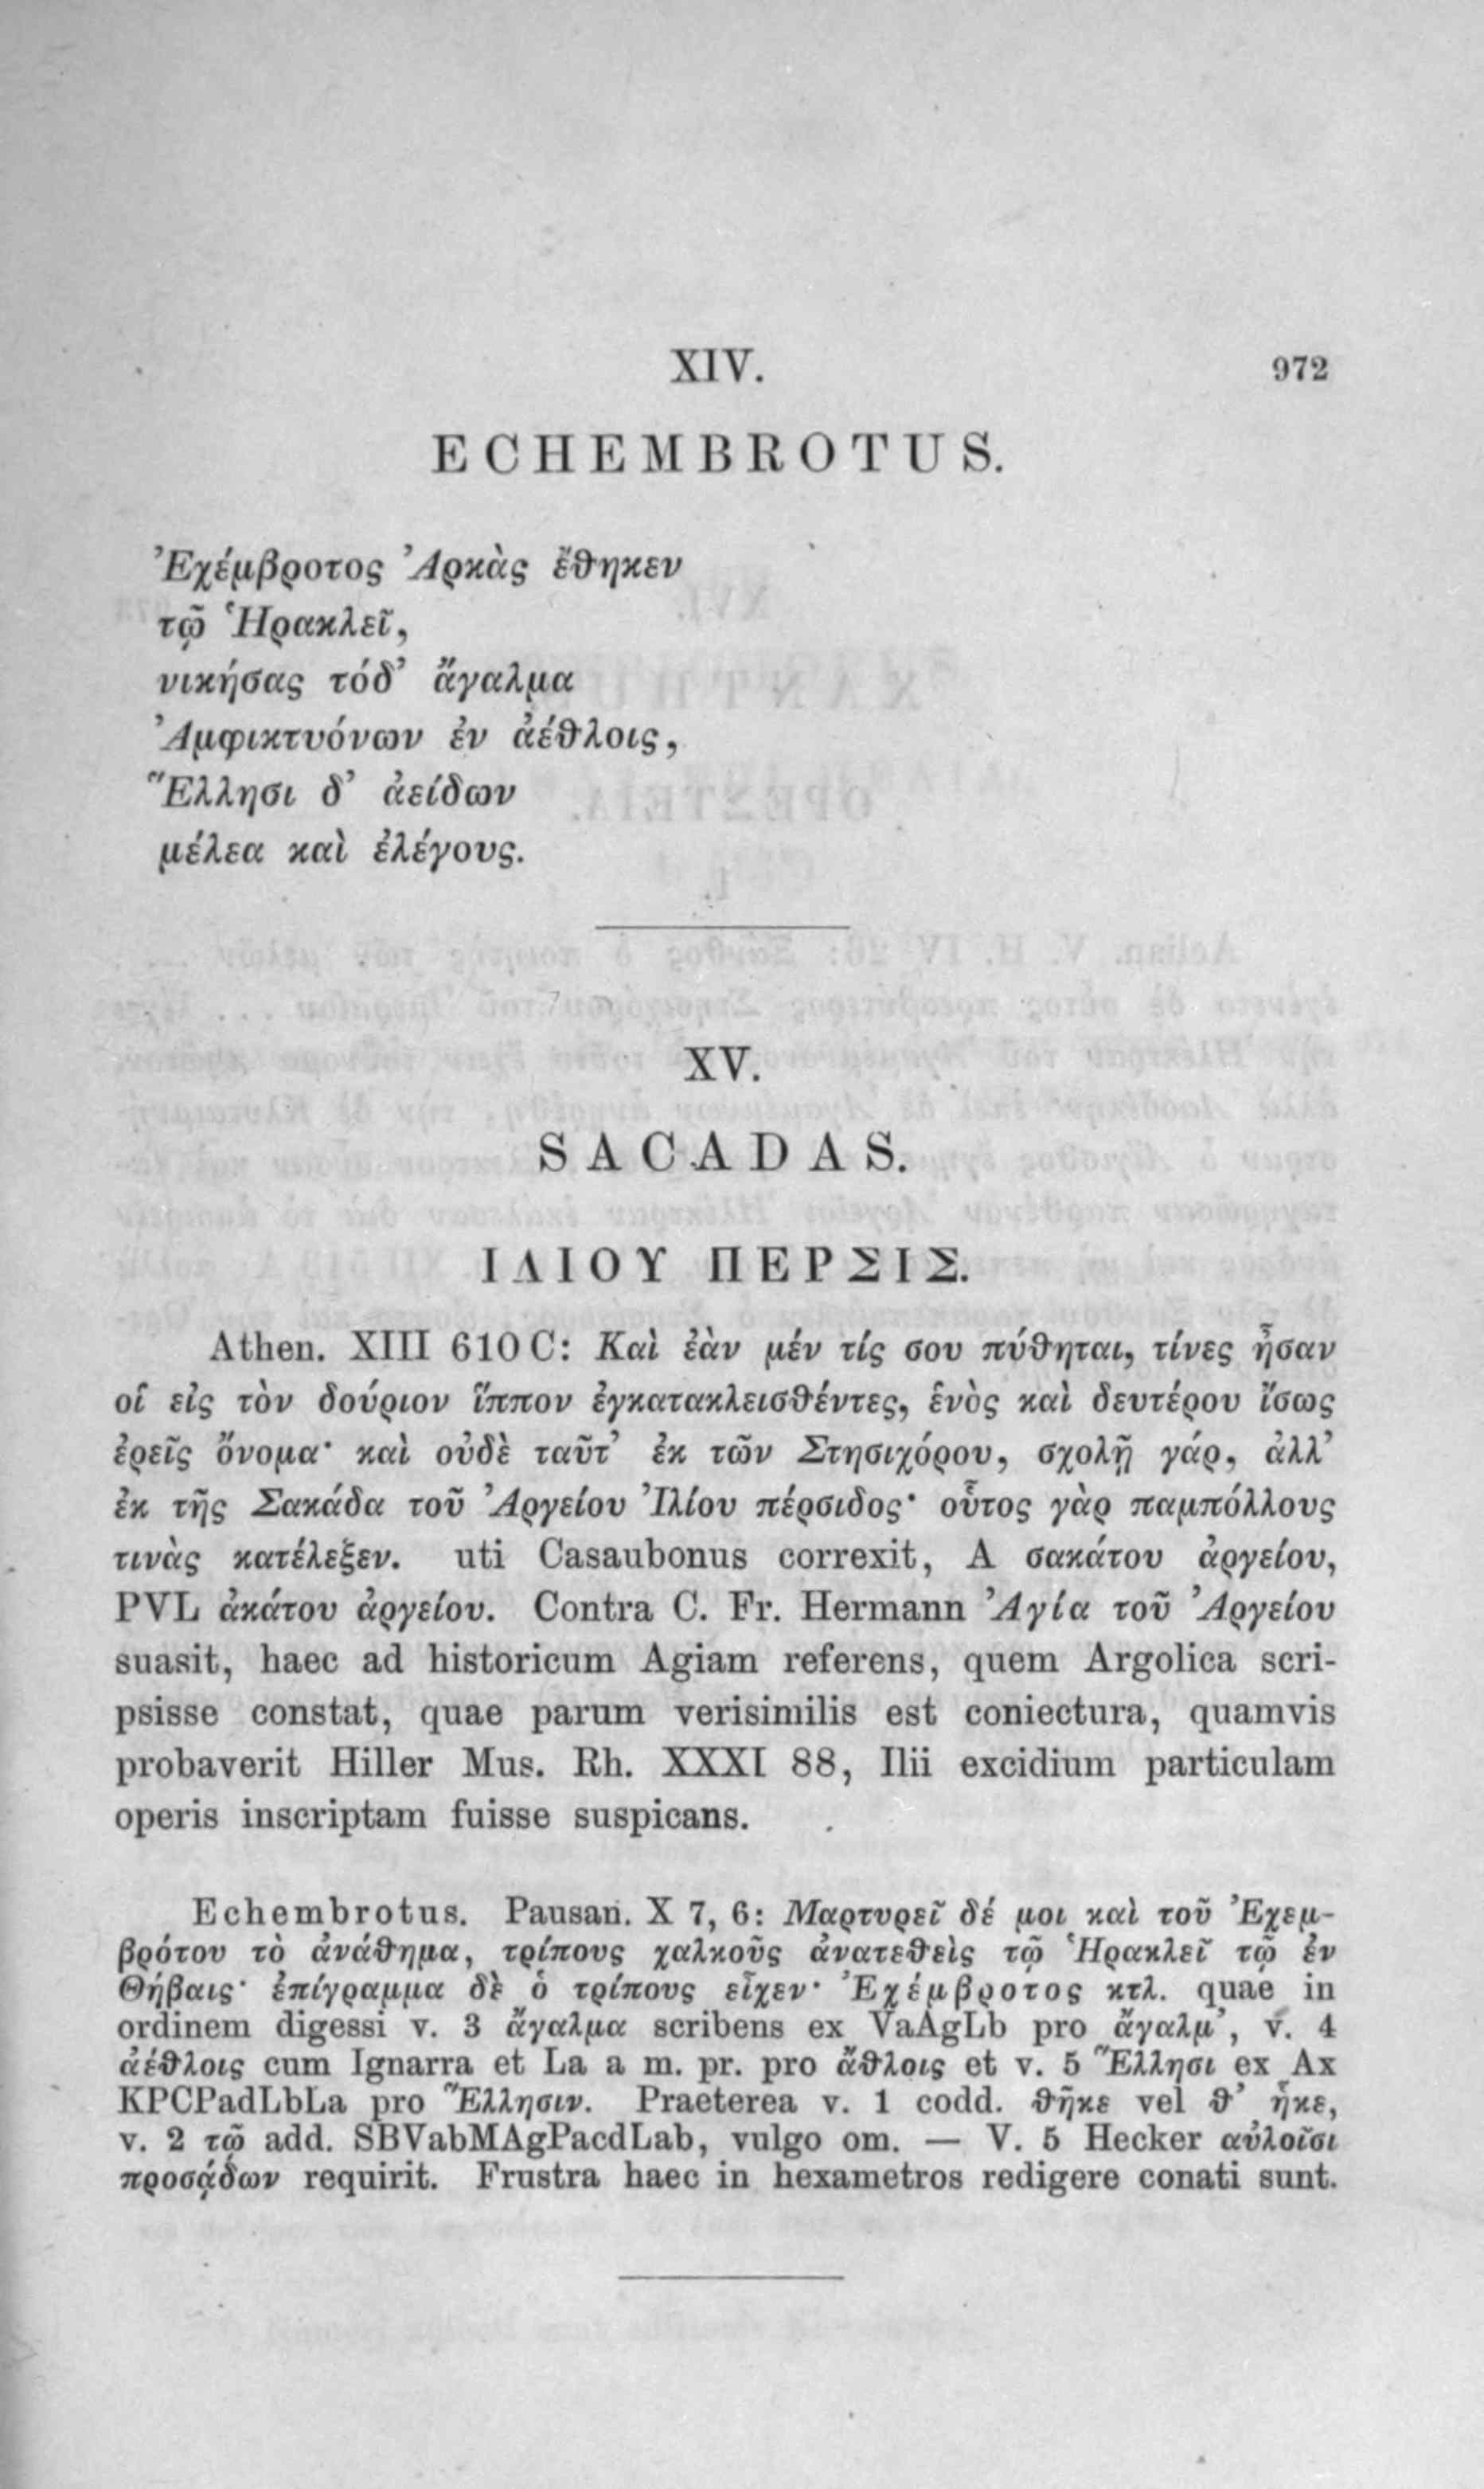 XIV.
972
ECHEMBROTUS.
Ἐχέμβροτος Ἀρκὰς ἔθηκεν
τῷ Ἡρακλεῖ,
νικήσας τόδ’ ἄγαλμα
Ἀμφικτυόνων ἐν ἀέθλοις,
Ἕλλησι δ’ ἀείδων
μέλεα καὶ ἐλέγους.
XV.
SACADAS.
ΙΛΙΟΥ ΠΕΡΣΙΣ.
Athen. XIII 610 C: Καὶ ἐὰν μέν τίς σου πύθηται, τίνες ἦσαν
οἱ εἰς τὸν δούριον ἵππον ἐγκατακλεισθέντες, ἑνὸς καὶ δευτέρου ἴσως
ἐρεῖς ὄνομα· καὶ οὐδὲ ταῦτ’ ἐκ τῶν Στησιχόρου, σχολῇ γάρ, ἀλλ’
ἐκ τῆς Σακάδα τοῦ Ἀργείου Ἰλίου πέρσιδος· οὗτος γὰρ παμπόλλους
τινὰς κατέλεξεν. uti Casaubonus correxit, A σακάτου ἀργείου,
PVL ἀκάτου ἀργείου. Contra C. Fr. Hermann Ἀγία τοῦ Ἀργείου
suasit, haec ad historicum Agiam referens, quem Argolica scri-
psisse constat, quae parum verisimilis est coniectura, quamvis
probaverit Hiller Mus. Rh. XXXI 88, Ilii excidium particulam
operis inscriptam fuisse suspicans.
Echembrotus. Pausan. X 7, 6: Μαρτυρεῖ δέ μοι καὶ τοῦ Ἐχεμ-
βρότου τὸ ἀνάθημα, τρίπους χαλκοῦς ἀνατεθεὶς τῷ Ἡρακλεῖ τῷ ἐν
Θήβαις· ἐπίγραμμα δὲ ὁ τρίπους εἶχεν· Ἐχέμβροτος κτλ. quae in
ordinem digessi v. 3 ἄγαλμα scribens ex VaAgLb pro ἄγαλμ’, v. 4
ἀέθλοις cum Ignarra et La a m. pr. pro ἄθλοις et v. 5 Ἕλλησι ex Ax
KPCPadLbLa pro Ἕλλησιν. Praeterea v. 1 codd. θῆκε vel θ’ ἧκε,
v. 2 τῷ add. SBVabMAgPacdLab, vulgo om. — V. 5 Hecker αὐλοῖσι
προσᾴδων requirit. Frustra haec in hexametros redigere conati sunt.